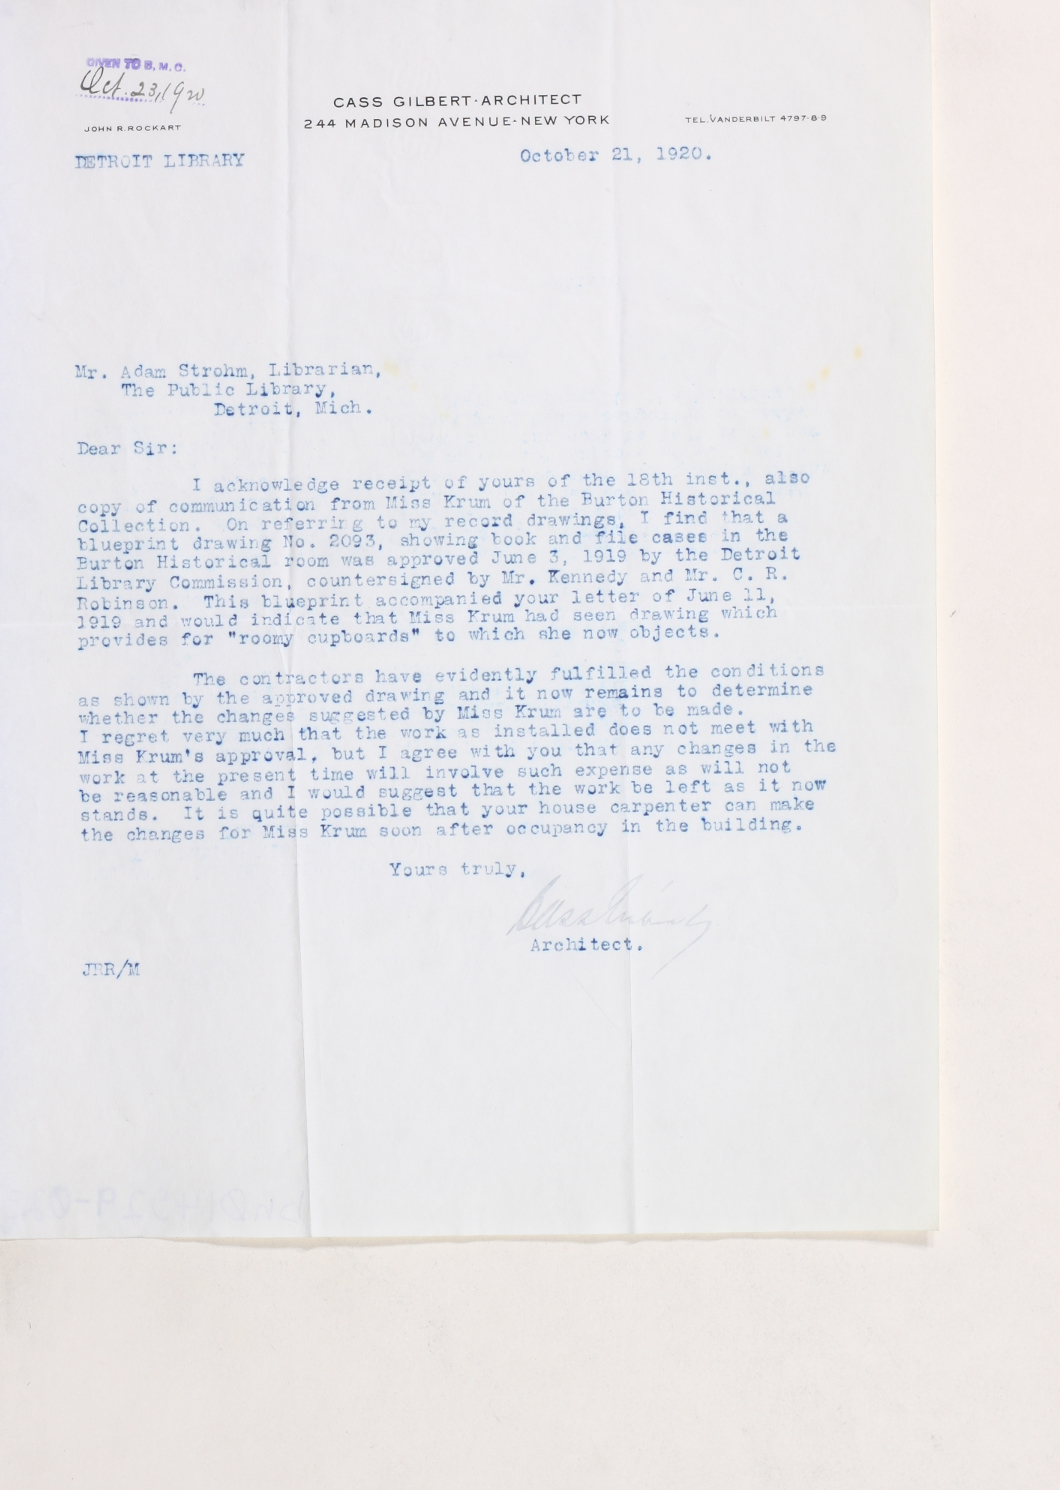 GIVEN TO B. M. C.
Oct. 23, 1920
JOHN R. ROCKART
CASS GILBERT · ARCHITECT
244 MADISON AVENUE - NEW YORK
TEL. VANDERBILT 4797-8-9
DETROIT LIBRARY
October 21, 1920.
Mr. Adam Strohm, Librarian,
The Public Library,
Detroit, Mich.
Dear Sir:
I acknowledge receipt of yours of the 18th inst., also
copy of communication from Miss Krum of the Burton Historical
Collection. On referring to my record drawings, I find that a
blueprint drawing No. 2093, showing book and file cases in the
Burton Historical room was approved June 3, 1919 by the Detroit
Library Commission, countersigned by Mr. Kennedy and Mr. C. R.
Robinson. This blueprint accompanied your letter of June 11,
1919 and would indicate that Miss Krum had seen drawing which
provides for "roomy cupboards" to which she now objects.
The contractors have evidently fulfilled the conditions
as shown by the approved drawing and it now remains to determine
whether the changes suggested by Miss Krum are to be made.
I regret very much that the work as installed does not meet with
Miss Krum's approval, but I agree with you that any changes in the
work at the present time will involve such expense as will not
be reasonable and I would suggest that the work be left as it now
stands. It is quite possible that your house carpenter can make
the changes for Miss Krum soon after occupancy in the building.
Yours truly,
Cass Gilbert
Architect.
JRR/M